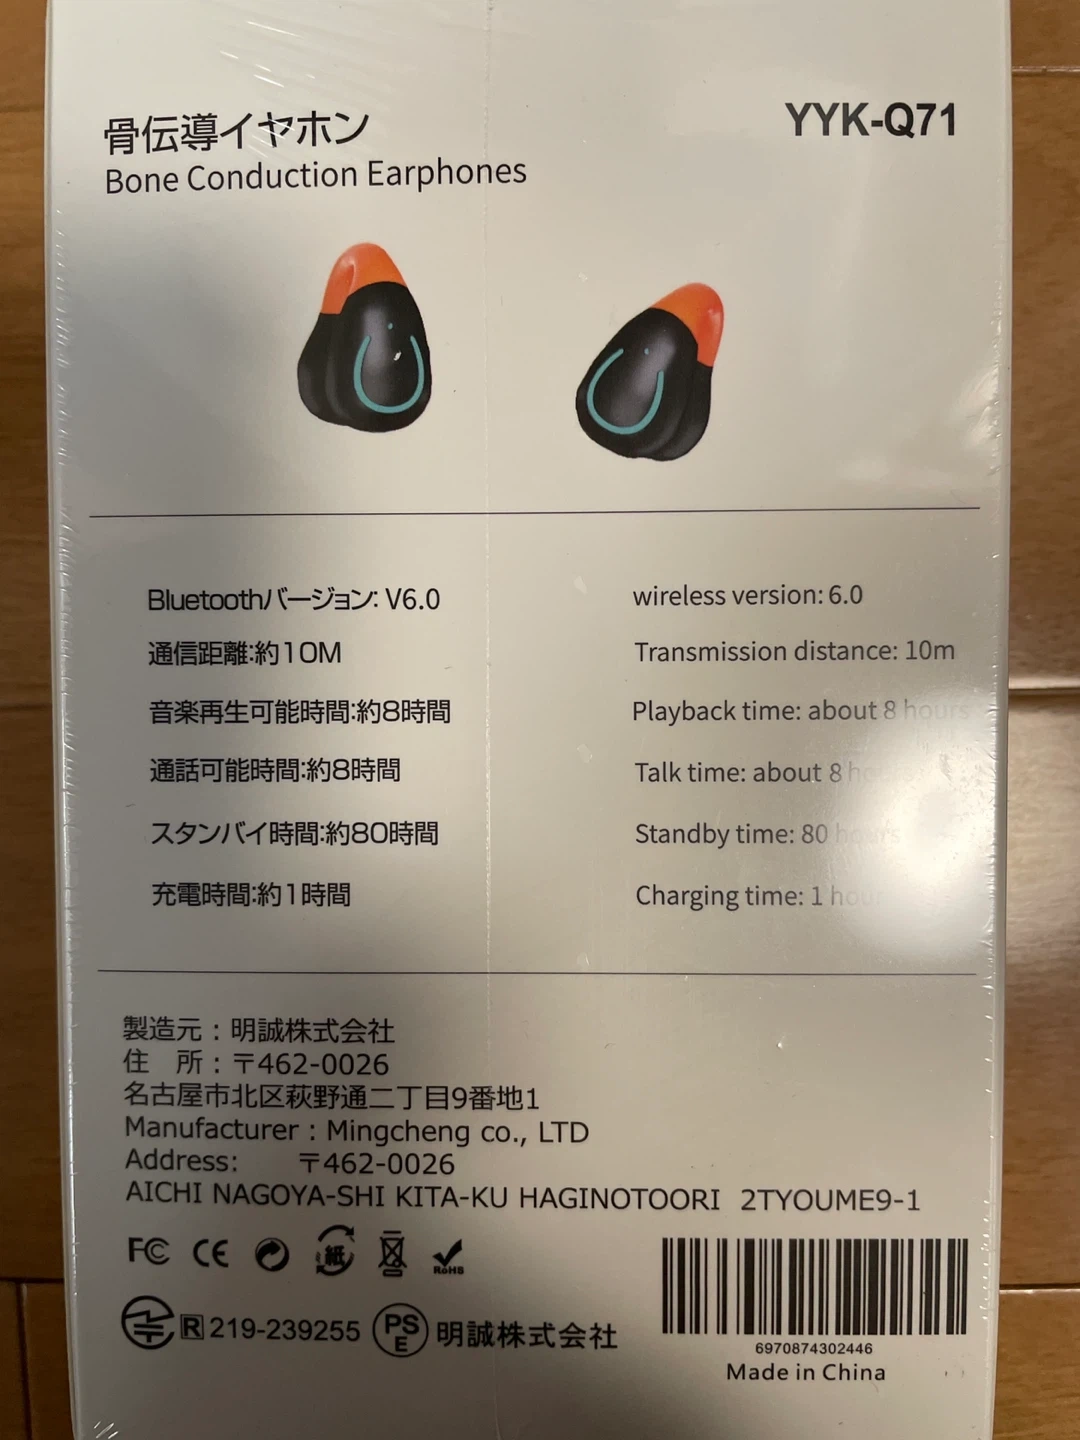 骨伝導イヤホン
Bone Conduction Earphones
YYK-Q71
Bluetoothバージョン: V6.0
通信距離:約10M
音楽再生可能時間:約8時間
通話可能時間:約8時間
スタンバイ時間:約80時間
充電時間:約1時間
wireless version: 6.0
Transmission distance: 10m
Playback time: about 8 hours
Talk time: about 8 hours
Standby time: 80 hours
Charging time: 1 hour
製造元：明誠株式会社
住　所：〒462-0026
名古屋市北区萩野通二丁目9番地1
Manufacturer : Mingcheng co., LTD
Address: 〒462-0026
AICHI NAGOYA-SHI KITA-KU HAGINOTOORI 2TYOUME9-1
FC CE 紙 RoHS
R 219-239255 PSE 明誠株式会社
6970874302446
Made in China